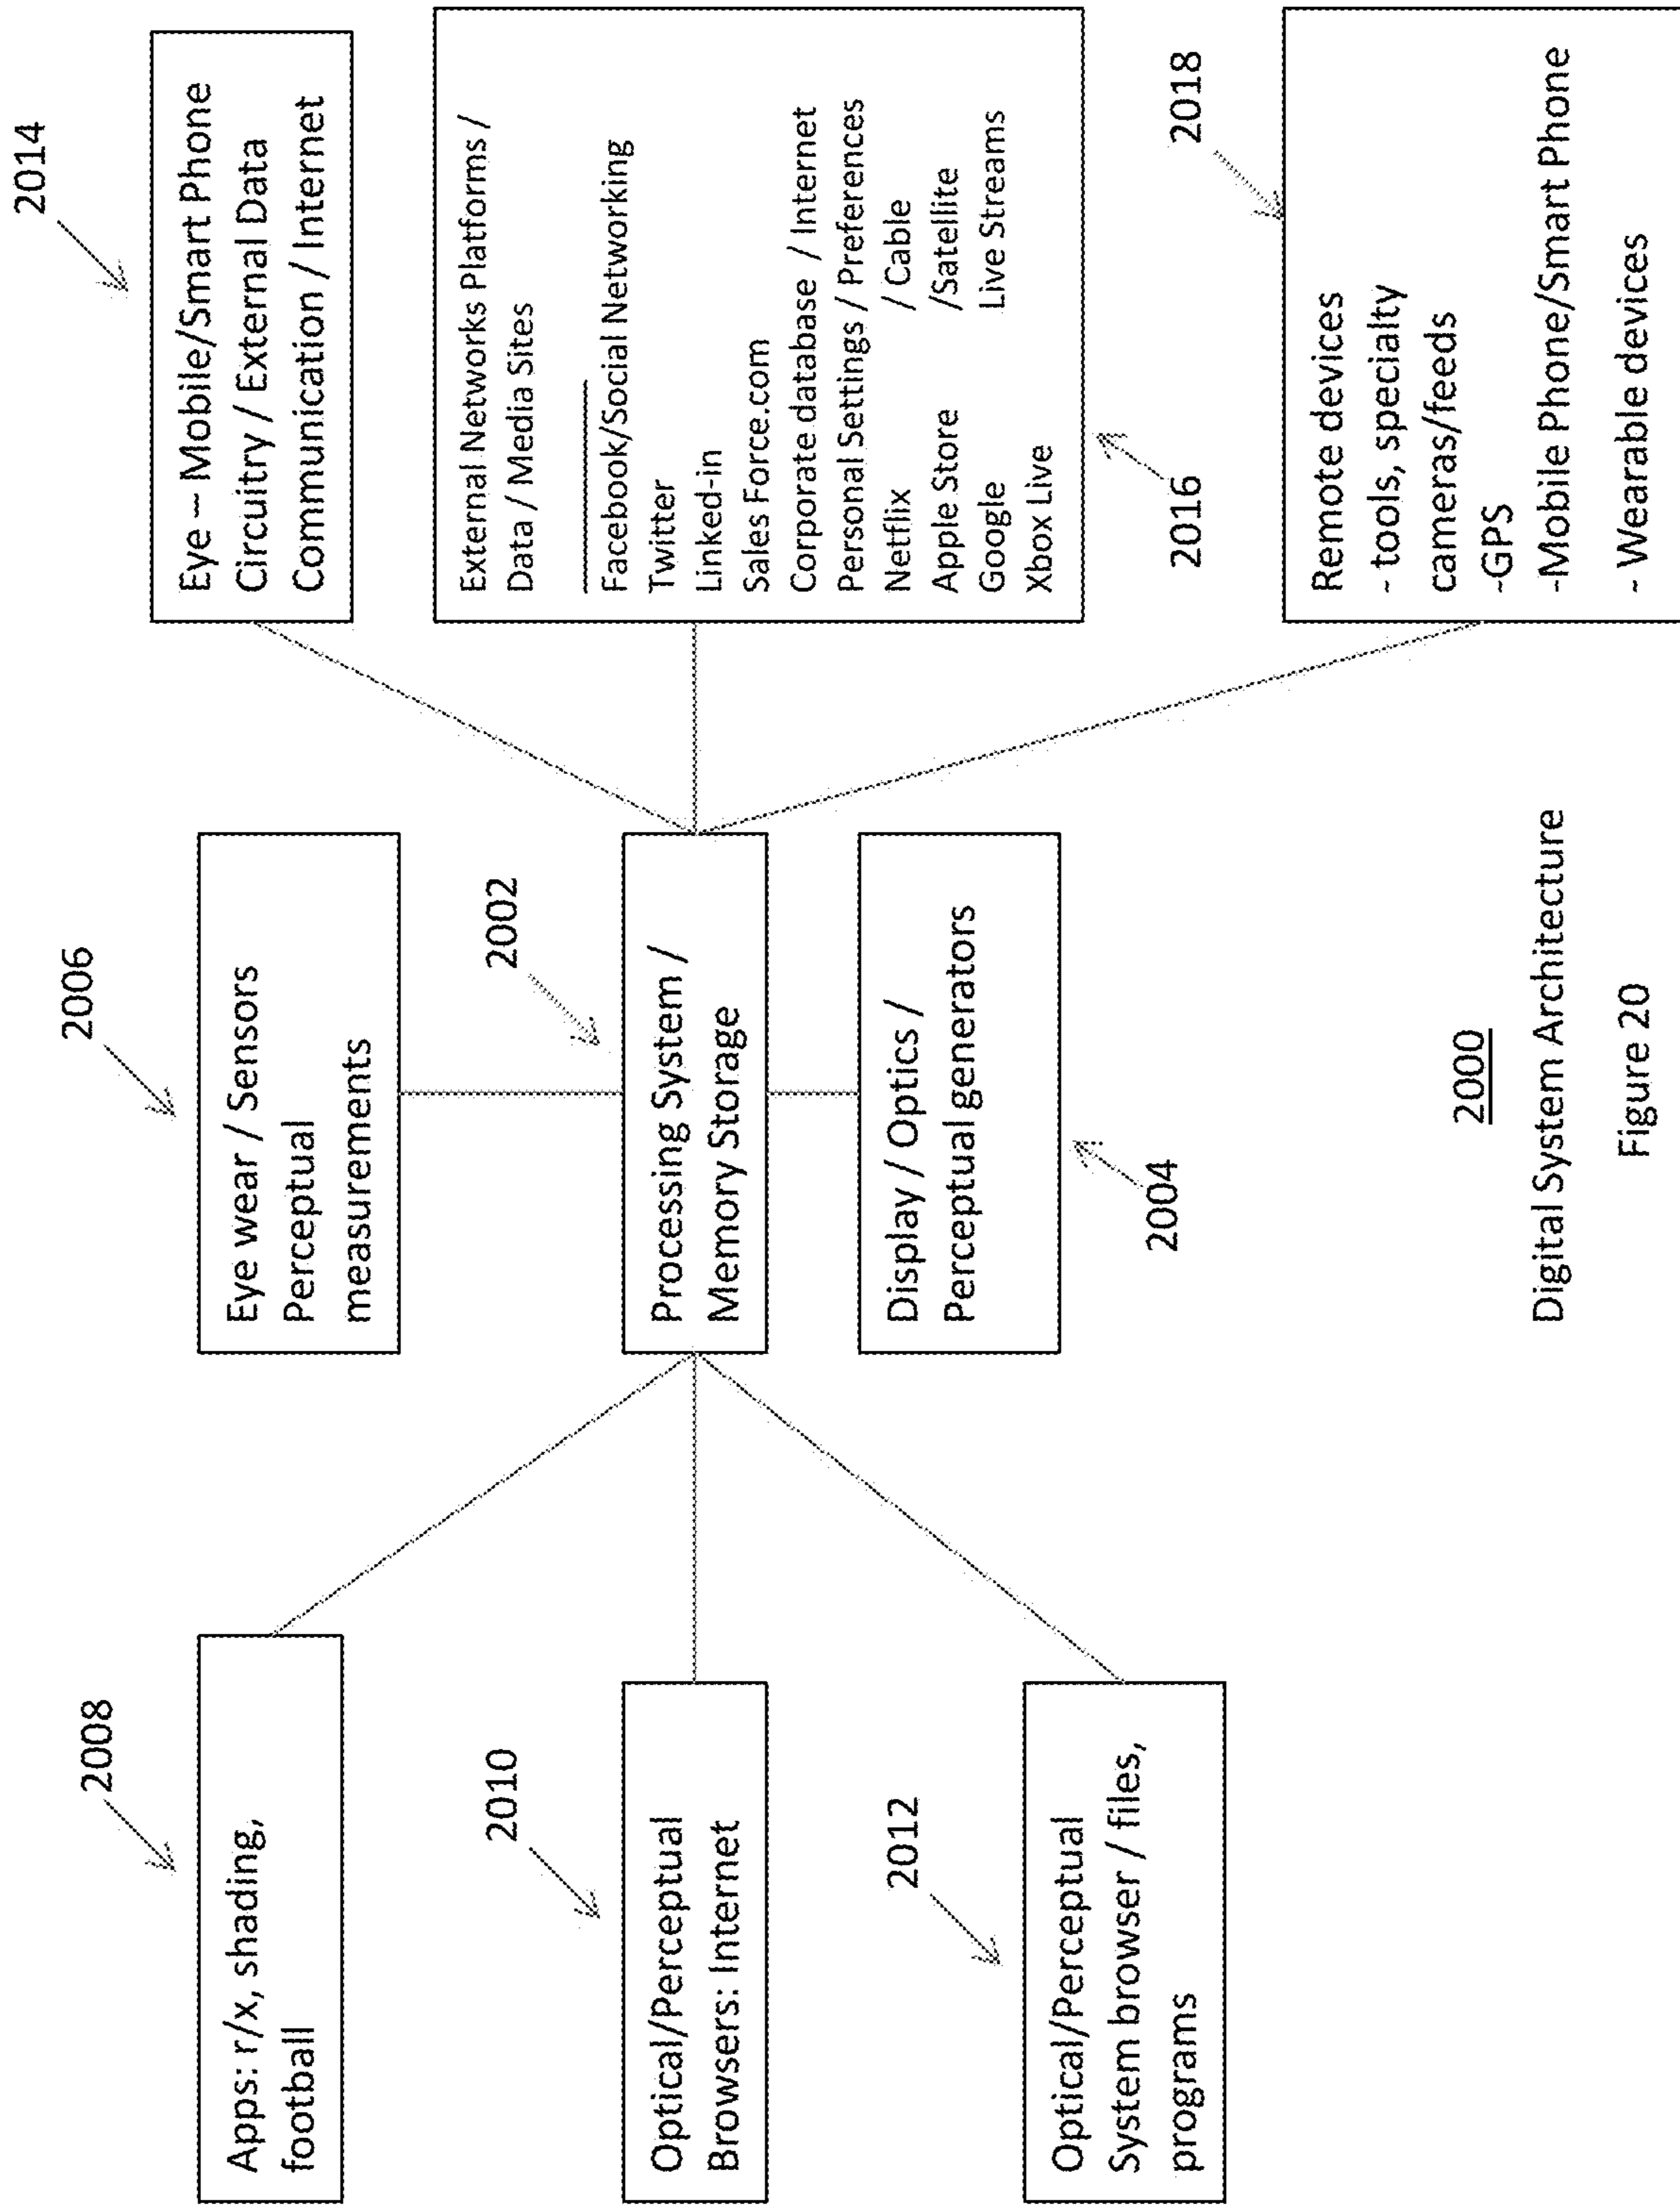 2008
Apps: r/x, shading,
football
2010
Optical/Perceptual
Browsers: Internet
2012
Optical/Perceptual
System browser / files,
programs
2006
Eye wear / Sensors
Perceptual
measurements
2002
Processing System /
Memory Storage
Display / Optics /
Perceptual generators
2004
2014
Eye – Mobile/Smart Phone
Circuitry / External Data
Communication / Internet
External Networks Platforms /
Data / Media Sites
Facebook/Social Networking
Twitter
Linked-in
Sales Force.com
Corporate database / Internet
Personal Settings / Preferences
Netflix / Cable
Apple Store /Satellite
Google Live Streams
Xbox Live
2016
2018
Remote devices
- tools, specialty
cameras/feeds
-GPS
-Mobile Phone/Smart Phone
- Wearable devices
2000
Digital System Architecture
Figure 20